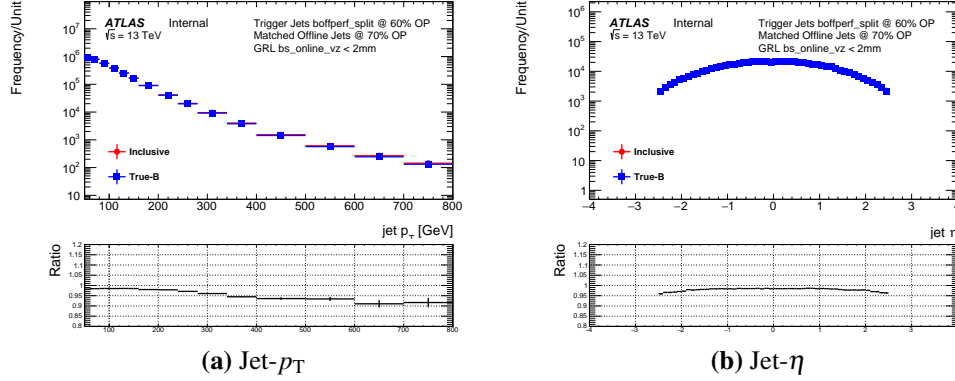 Frequency/Unit
ATLAS Internal
√s = 13 TeV
Trigger Jets boffperf_split @ 60% OP
Matched Offline Jets @ 70% OP
GRL bs_online_vz < 2mm
10⁶
10⁵
10⁴
10³
10²
10
Inclusive
True-B
100 200 300 400 500 600 700 800
jet p_T [GeV]
Ratio
1.2
1.15
1.1
1.05
1
0.95
0.9
0.85
0.8
100 200 300 400 500 600 700 800
(a) Jet-p_T
Frequency/Unit
ATLAS Internal
√s = 13 TeV
Trigger Jets boffperf_split @ 60% OP
Matched Offline Jets @ 70% OP
GRL bs_online_vz < 2mm
10⁶
10⁵
10⁴
10³
10²
10
1
Inclusive
True-B
−4 −3 −2 −1 0 1 2 3 4
jet η
Ratio
1.2
1.15
1.1
1.05
1
0.95
0.9
0.85
0.8
−4 −3 −2 −1 0 1 2 3
(b) Jet-η